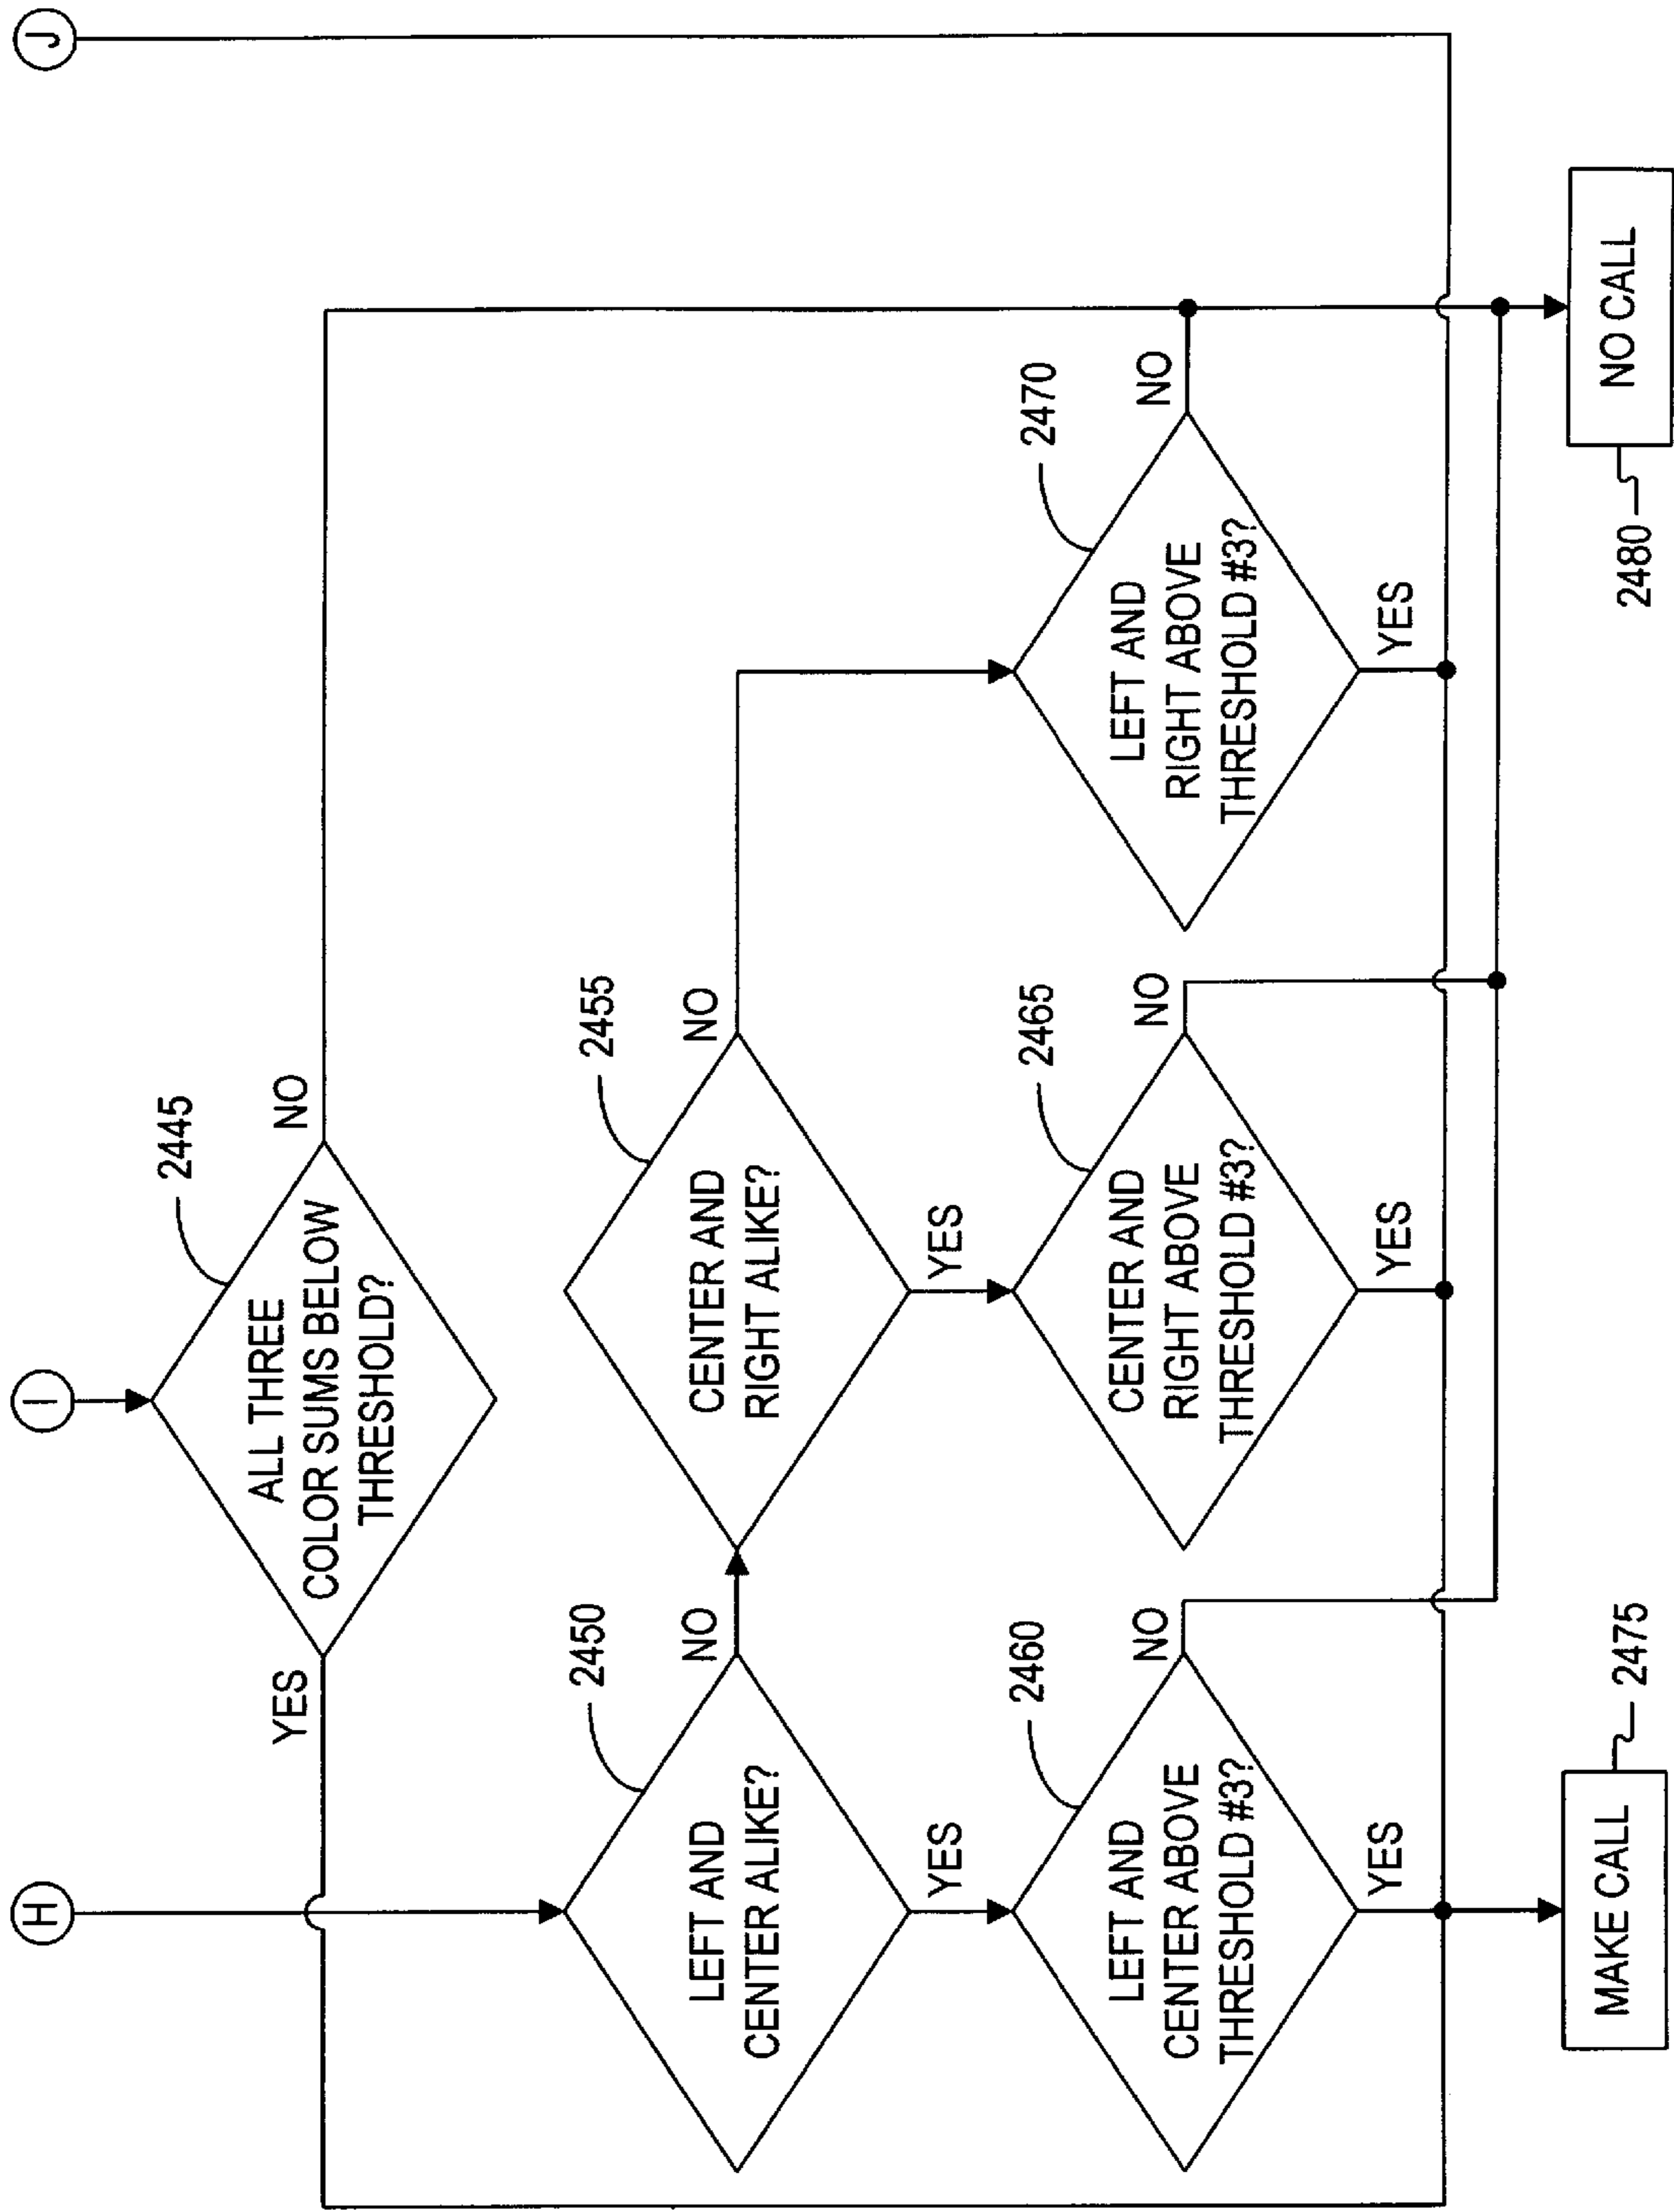 H
I
J
2445
ALL THREE
COLOR SUMS BELOW
THRESHOLD?
YES
NO
2450
LEFT AND
CENTER ALIKE?
NO
YES
2455
CENTER AND
RIGHT ALIKE?
NO
YES
2460
LEFT AND
CENTER ABOVE
THRESHOLD #3?
NO
YES
2465
CENTER AND
RIGHT ABOVE
THRESHOLD #3?
NO
YES
2470
LEFT AND
RIGHT ABOVE
THRESHOLD #3?
NO
YES
MAKE CALL
2475
2480
NO CALL